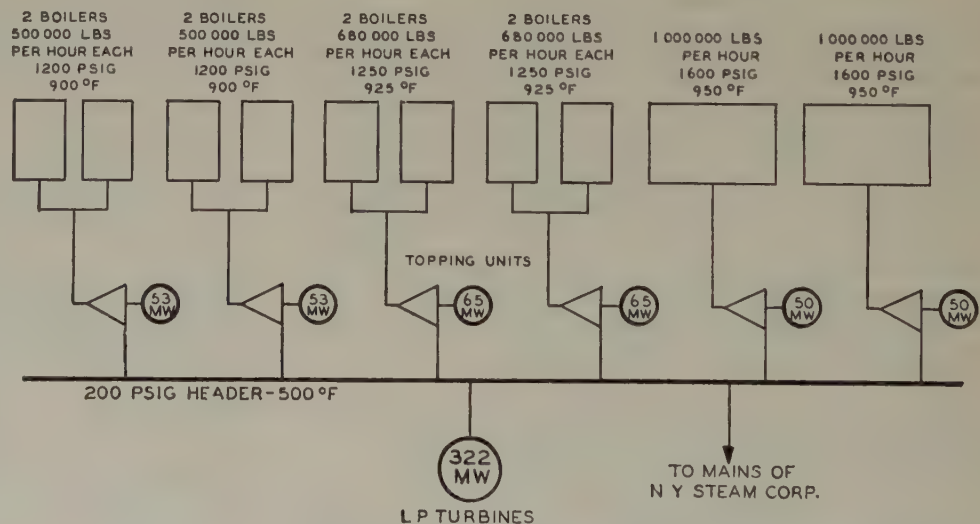 2 BOILERS
500 000 LBS
PER HOUR EACH
1200 PSIG
900 °F
2 BOILERS
500 000 LBS
PER HOUR EACH
1200 PSIG
900 °F
2 BOILERS
680 000 LBS
PER HOUR EACH
1250 PSIG
925 °F
2 BOILERS
680 000 LBS
PER HOUR EACH
1250 PSIG
925 °F
1 000 000 LBS
PER HOUR
1600 PSIG
950 °F
1 000 000 LBS
PER HOUR
1600 PSIG
950 °F
TOPPING UNITS
53
MW
53
MW
65
MW
65
MW
50
MW
50
MW
200 PSIG HEADER-500 °F
322
MW
L P TURBINES
TO MAINS OF
N Y STEAM CORP.